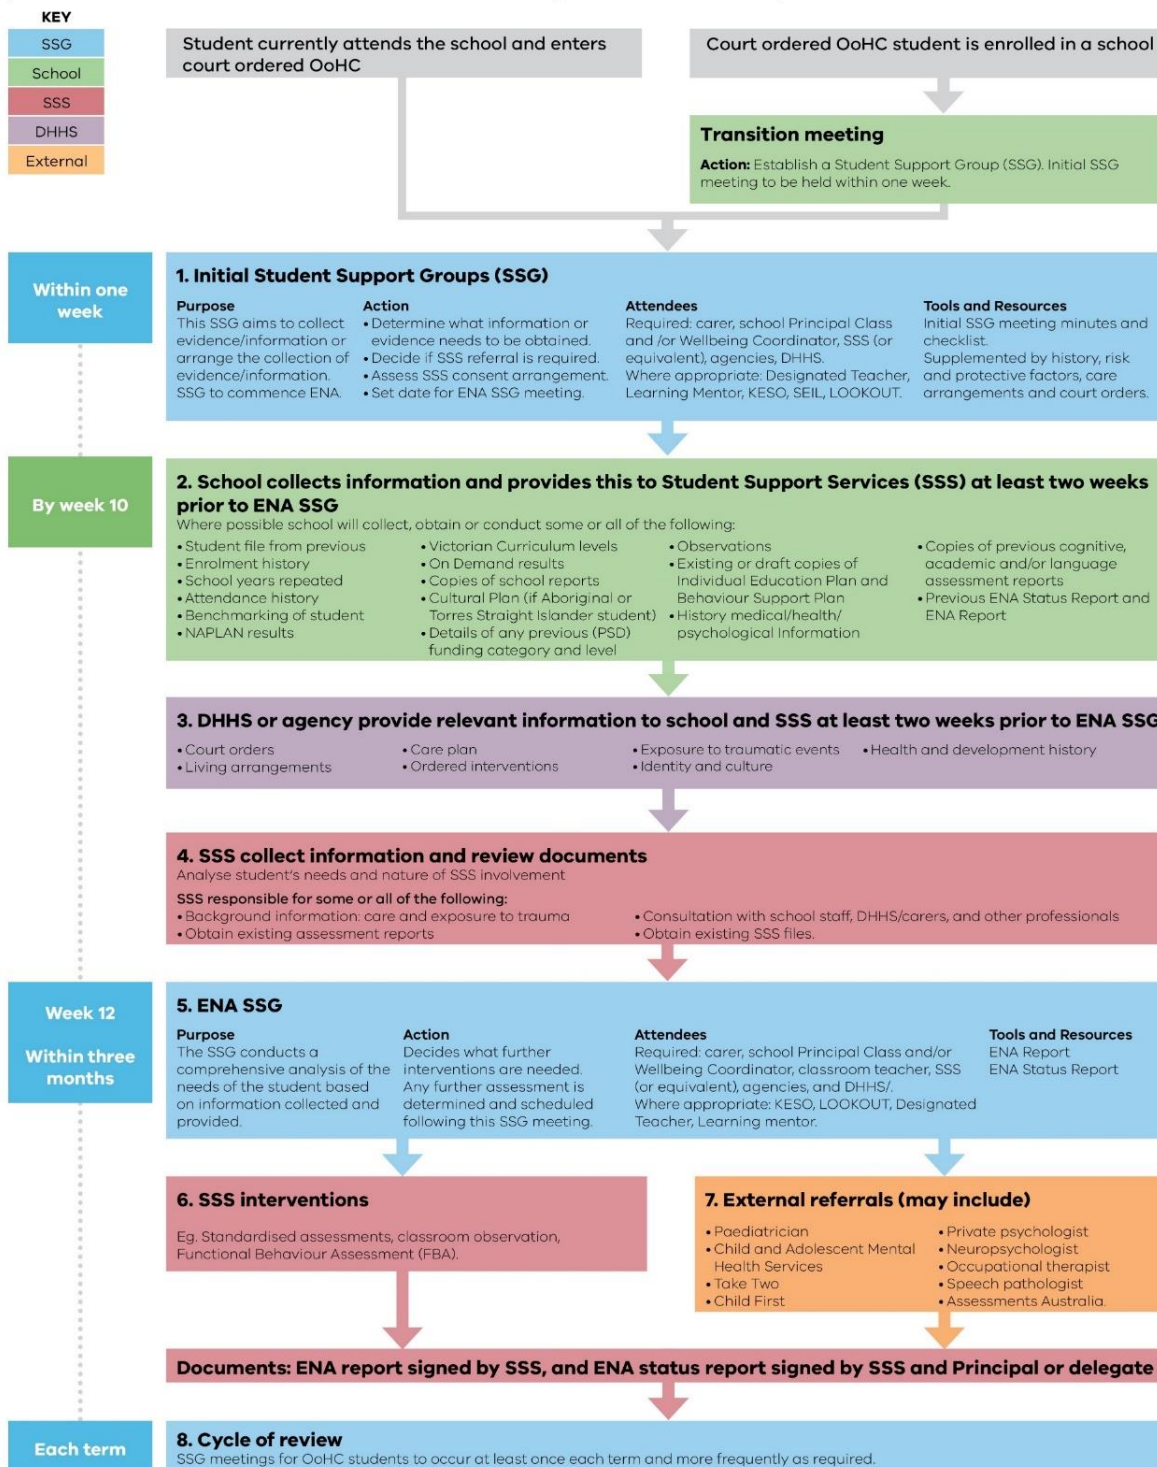 KEY
SSG
School
SSS
DHHS
External
Student currently attends the school and enters
court ordered OoHC
Court ordered OoHC student is enrolled in a school
Transition meeting
Action: Establish a Student Support Group (SSG). Initial SSG
meeting to be held within one week.
Within one
week
1. Initial Student Support Groups (SSG)
Purpose
This SSG aims to collect
evidence/information or
arrange the collection of
evidence/information.
SSG to commence ENA.
Action
• Determine what information or
evidence needs to be obtained.
• Decide if SSS referral is required.
• Assess SSS consent arrangement.
• Set date for ENA SSG meeting.
Attendees
Required: carer, school Principal Class
and /or Wellbeing Coordinator, SSS (or
equivalent), agencies, DHHS.
Where appropriate: Designated Teacher,
Learning Mentor, KESO, SEIL, LOOKOUT.
Tools and Resources
Initial SSG meeting minutes and
checklist.
Supplemented by history, risk
and protective factors, care
arrangements and court orders.
By week 10
2. School collects information and provides this to Student Support Services (SSS) at least two weeks
prior to ENA SSG
Where possible school will collect, obtain or conduct some or all of the following:
• Student file from previous
• Enrolment history
• School years repeated
• Attendance history
• Benchmarking of student
• NAPLAN results
• Victorian Curriculum levels
• On Demand results
• Copies of school reports
• Cultural Plan (if Aboriginal or
Torres Straight Islander student)
• Details of any previous (PSD)
funding category and level
• Observations
• Existing or draft copies of
Individual Education Plan and
Behaviour Support Plan
• History medical/health/
psychological Information
• Copies of previous cognitive,
academic and/or language
assessment reports
• Previous ENA Status Report and
ENA Report
3. DHHS or agency provide relevant information to school and SSS at least two weeks prior to ENA SSG
• Court orders
• Living arrangements
• Care plan
• Ordered interventions
• Exposure to traumatic events
• Identity and culture
• Health and development history
4. SSS collect information and review documents
Analyse student's needs and nature of SSS involvement
SSS responsible for some or all of the following:
• Background information: care and exposure to trauma
• Obtain existing assessment reports
• Consultation with school staff, DHHS/carers, and other professionals
• Obtain existing SSS files.
Week 12
Within three
months
5. ENA SSG
Purpose
The SSG conducts a
comprehensive analysis of the
needs of the student based
on information collected and
provided.
Action
Decides what further
interventions are needed.
Any further assessment is
determined and scheduled
following this SSG meeting.
Attendees
Required: carer, school Principal Class and/or
Wellbeing Coordinator, classroom teacher, SSS
(or equivalent), agencies, and DHHS/.
Where appropriate: KESO, LOOKOUT, Designated
Teacher, Learning mentor.
Tools and Resources
ENA Report
ENA Status Report
6. SSS interventions
Eg. Standardised assessments, classroom observation,
Functional Behaviour Assessment (FBA).
7. External referrals (may include)
• Paediatrician
• Child and Adolescent Mental
Health Services
• Take Two
• Child First
• Private psychologist
• Neuropsychologist
• Occupational therapist
• Speech pathologist
• Assessments Australia.
Documents: ENA report signed by SSS, and ENA status report signed by SSS and Principal or delegate
Each term
8. Cycle of review
SSG meetings for OoHC students to occur at least once each term and more frequently as required.